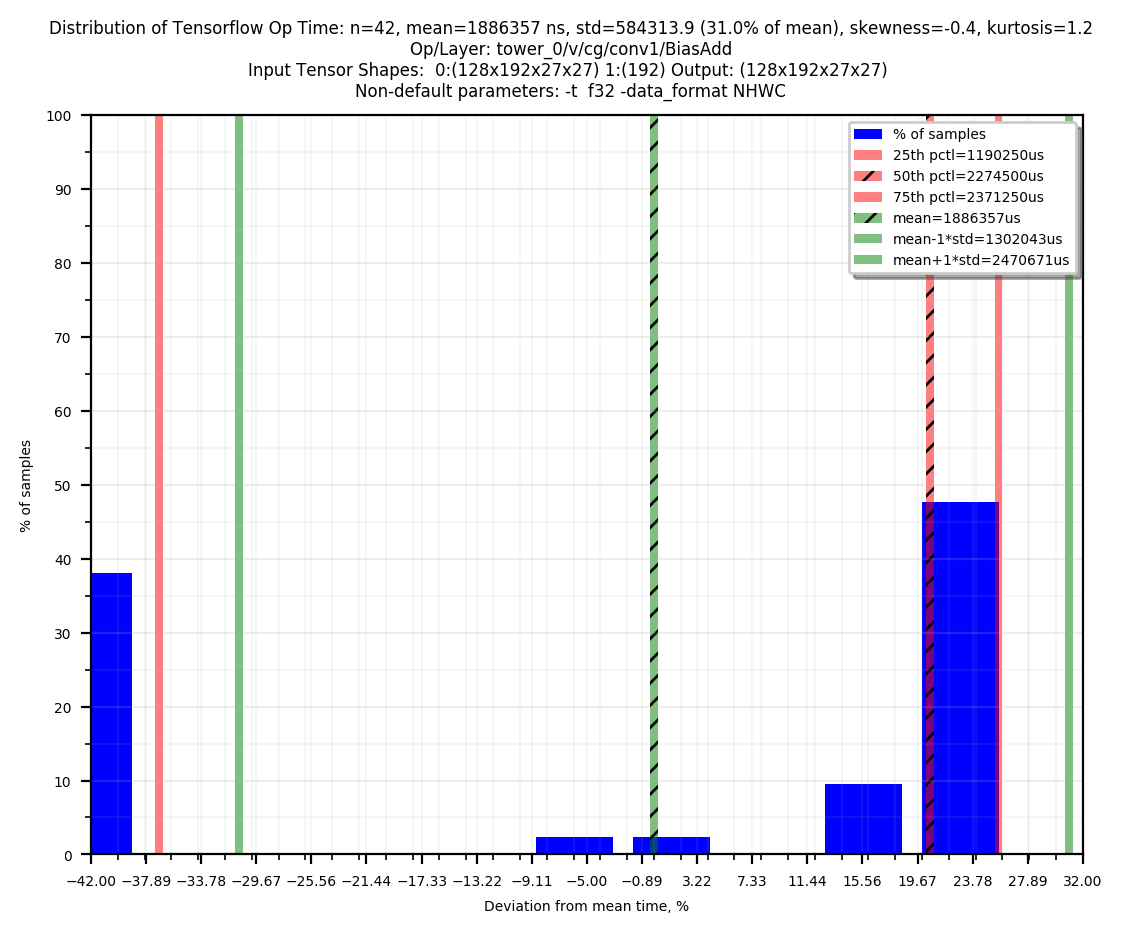 Distribution of Tensorflow Op Time: n=42, mean=1886357 ns, std=584313.9 (31.0% of mean), skewness=-0.4, kurtosis=1.2
Op/Layer: tower_0/v/cg/conv1/BiasAdd
Input Tensor Shapes:  0:(128x192x27x27) 1:(192) Output: (128x192x27x27)
Non-default parameters: -t  f32 -data_format NHWC
% of samples
25th pctl=1190250us
50th pctl=2274500us
75th pctl=2371250us
mean=1886357us
mean-1*std=1302043us
mean+1*std=2470671us
100
90
80
70
60
50
40
30
20
10
0
% of samples
−42.00 −37.89 −33.78 −29.67 −25.56 −21.44 −17.33 −13.22 −9.11 −5.00 −0.89 3.22 7.33 11.44 15.56 19.67 23.78 27.89 32.00
Deviation from mean time, %